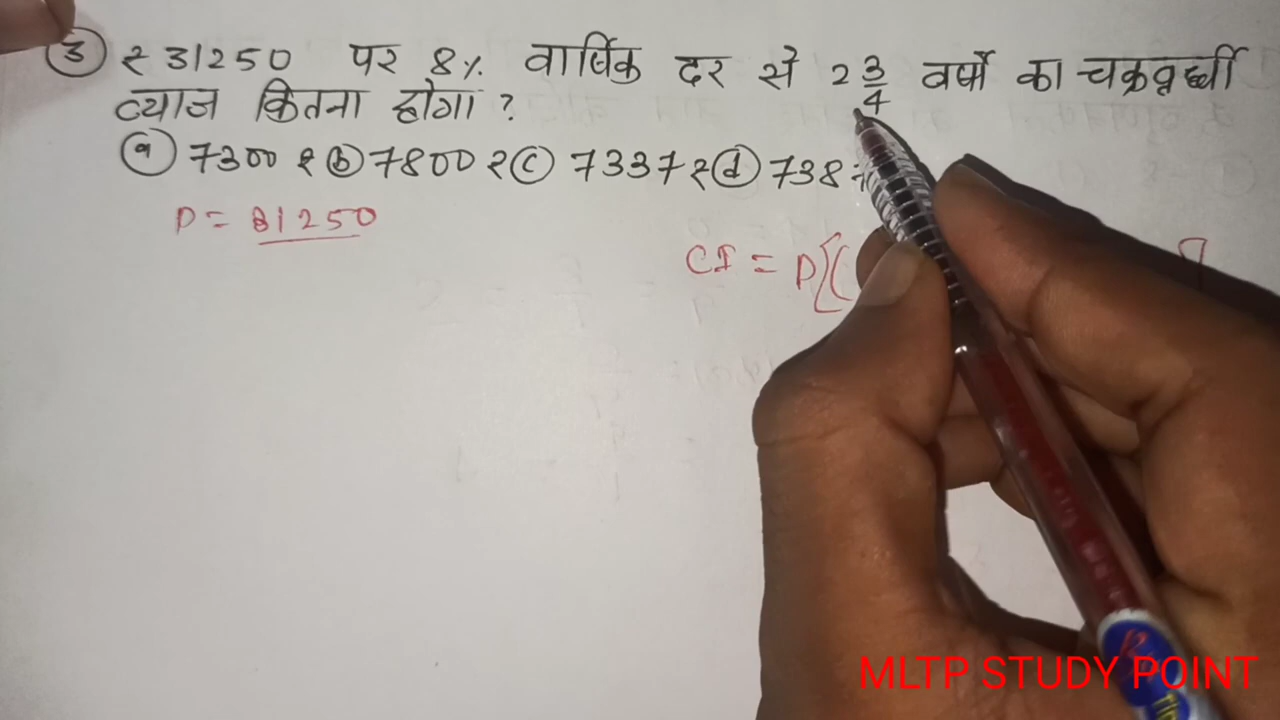 ③ ₹ 31250 पर 8% वार्षिक दर से 2 3/4 वर्षो का चक्रवृर्ध्दी
व्याज कितना होगा ?
ⓐ 7300 ₹ ⓑ 7800 ₹ ⓒ 7337 ₹ ⓓ 738
P = 31250
CI = P[(
MLTP STUDY POINT